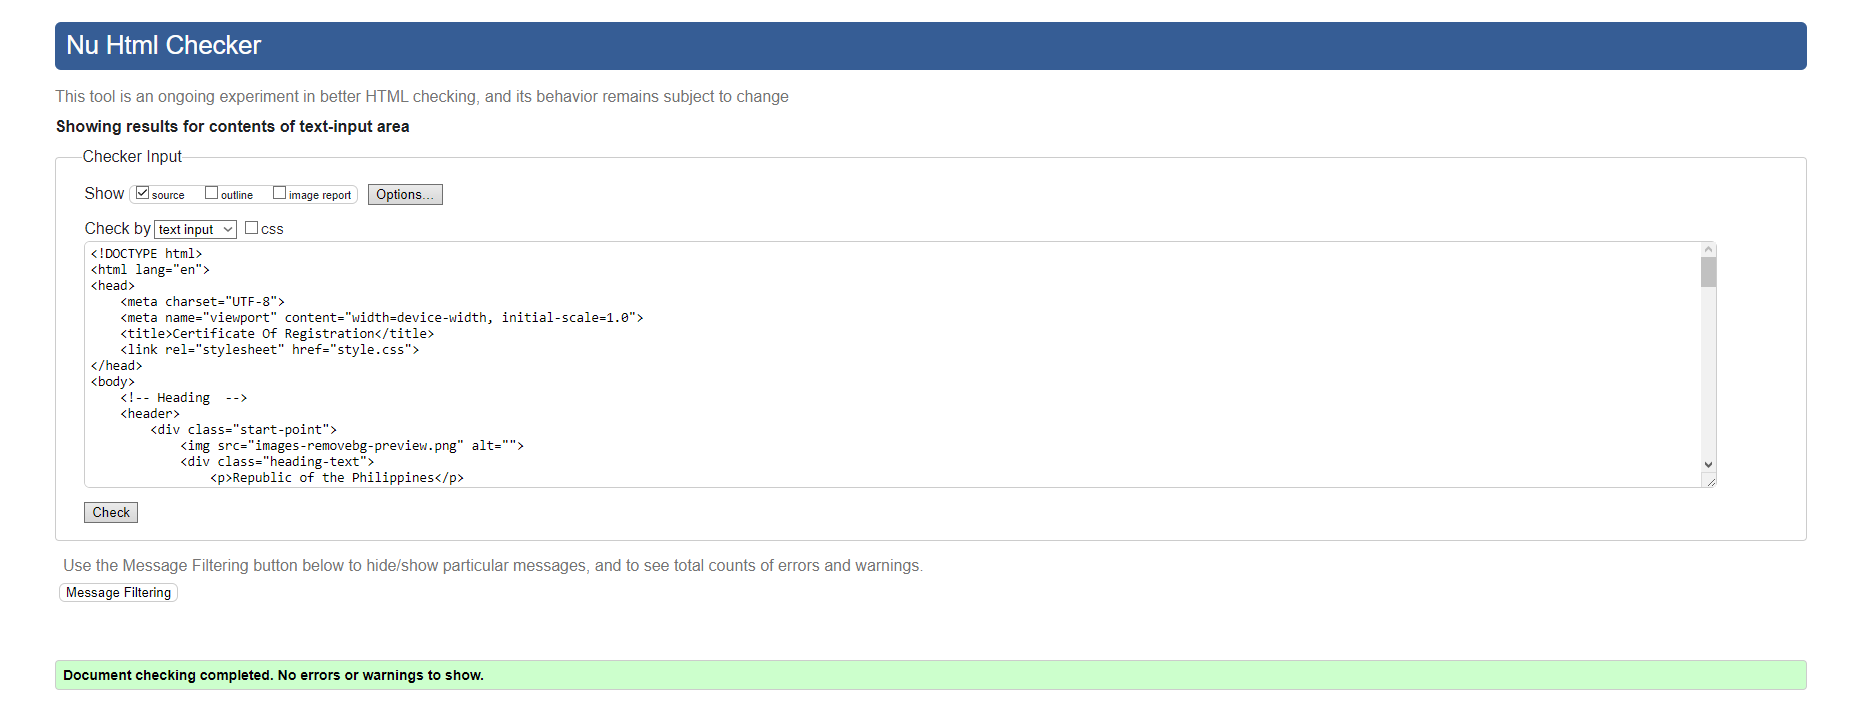 Nu Html Checker
This tool is an ongoing experiment in better HTML checking, and its behavior remains subject to change
Showing results for contents of text-input area
Checker Input
Show source outline image report Options...
Check by text input css
<!DOCTYPE html>
<html lang="en">
<head>
    <meta charset="UTF-8">
    <meta name="viewport" content="width=device-width, initial-scale=1.0">
    <title>Certificate Of Registration</title>
    <link rel="stylesheet" href="style.css">
</head>
<body>
    <!-- Heading  -->
    <header>
        <div class="start-point">
            <img src="images-removebg-preview.png" alt="">
            <div class="heading-text">
                <p>Republic of the Philippines</p>
Check
Use the Message Filtering button below to hide/show particular messages, and to see total counts of errors and warnings.
Message Filtering
Document checking completed. No errors or warnings to show.